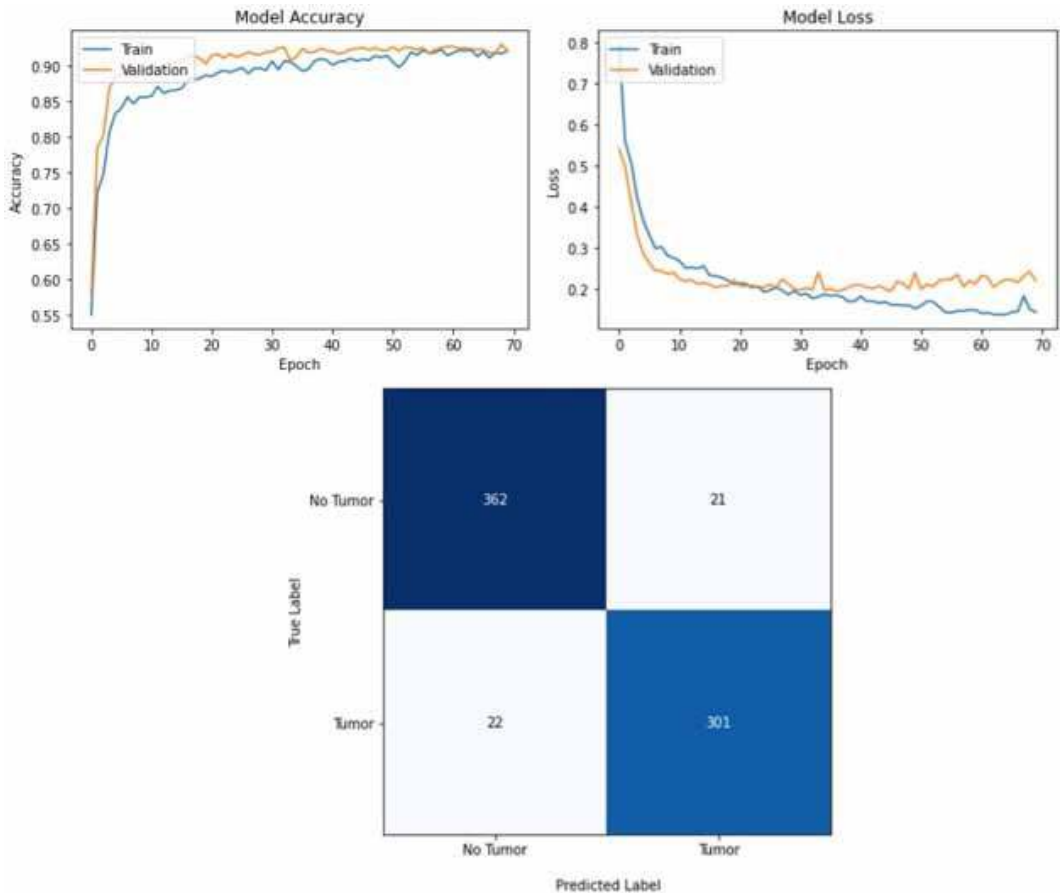 Model Accuracy
Train
Validation
0.90
0.85
0.80
0.75
0.70
0.65
0.60
0.55
Accuracy
0 10 20 30 40 50 60 70
Epoch
Model Loss
Train
Validation
0.8
0.7
0.6
0.5
0.4
0.3
0.2
Loss
0 10 20 30 40 50 60 70
Epoch
No Tumor
362 21
True Label
Tumor
22 301
No Tumor Tumor
Predicted Label